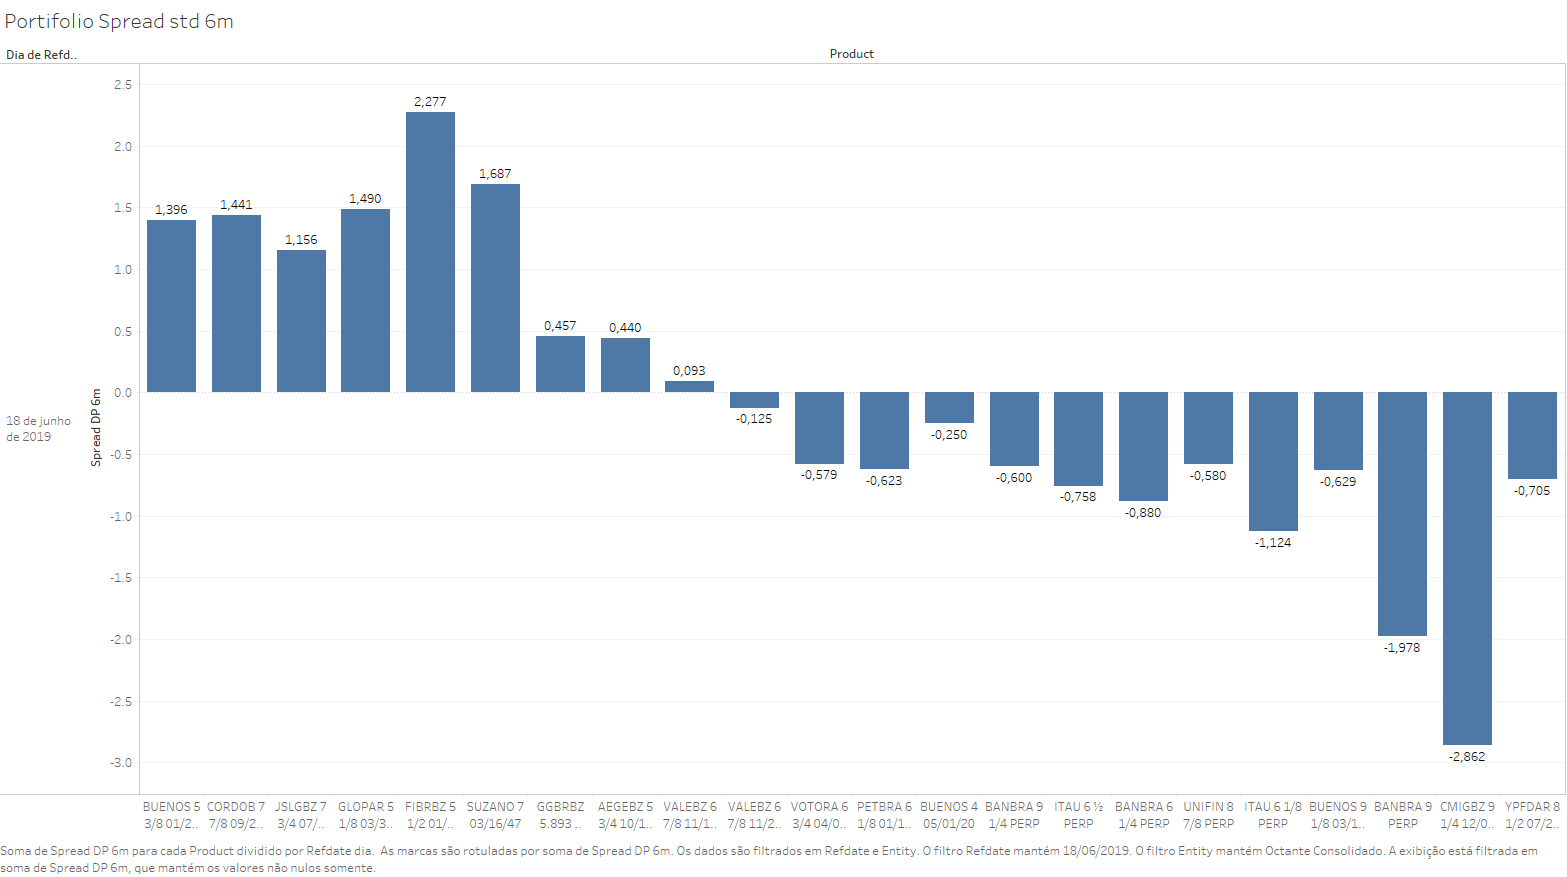 Portifolio Spread std 6m
Dia de Refd..
Product
2.5
2.0
1.5
1.0
0.5
0.0
-0.5
-1.0
-1.5
-2.0
-2.5
-3.0
Spread DP 6m
18 de junho
de 2019
1,396
1,441
1,156
1,490
2,277
1,687
0,457
0,440
0,093
-0,125
-0,579
-0,623
-0,250
-0,600
-0,758
-0,880
-0,580
-1,124
-0,629
-1,978
-2,862
-0,705
BUENOS 5
3/8 01/2..
CORDOB 7
7/8 09/2..
JSLGBZ 7
3/4 07/..
GLOPAR 5
1/8 03/3..
FIBRBZ 5
1/2 01/..
SUZANO 7
03/16/47
GGBRBZ
5.893 ..
AEGEBZ 5
3/4 10/1..
VALEBZ 6
7/8 11/1..
VALEBZ 6
7/8 11/2..
VOTORA 6
3/4 04/0..
PETBRA 6
1/8 01/1..
BUENOS 4
05/01/20
BANBRA 9
1/4 PERP
ITAU 6 ½
PERP
BANBRA 6
1/4 PERP
UNIFIN 8
7/8 PERP
ITAU 6 1/8
PERP
BUENOS 9
1/8 03/1..
BANBRA 9
PERP
CMIGBZ 9
1/4 12/0..
YPFDAR 8
1/2 07/2..
Soma de Spread DP 6m para cada Product dividido por Refdate dia.  As marcas são rotuladas por soma de Spread DP 6m. Os dados são filtrados em Refdate e Entity. O filtro Refdate mantém 18/06/2019. O filtro Entity mantém Octante Consolidado. A exibição está filtrada em
soma de Spread DP 6m, que mantém os valores não nulos somente.